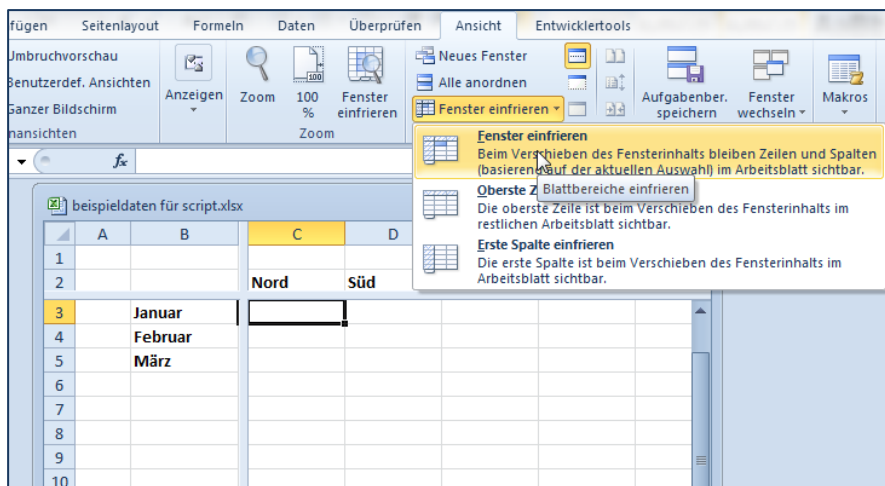 fügen Seitenlayout Formeln Daten Überprüfen Ansicht Entwicklertools
Umbruchvorschau
Benutzerdef. Ansichten
Ganzer Bildschirm
nansichten
Anzeigen
Zoom
100
%
Fenster
einfrieren
Zoom
Neues Fenster
Alle anordnen
Fenster einfrieren
Aufgabenber.
speichern
Fenster
wechseln
Makros
Fenster einfrieren
Beim Verschieben des Fensterinhalts bleiben Zeilen und Spalten
(basierend auf der aktuellen Auswahl) im Arbeitsblatt sichtbar.
Oberste Z
Blattbereiche einfrieren
Die oberste Zeile ist beim Verschieben des Fensterinhalts im
restlichen Arbeitsblatt sichtbar.
Erste Spalte einfrieren
Die erste Spalte ist beim Verschieben des Fensterinhalts im
Arbeitsblatt sichtbar.
fx
beispieldaten für script.xlsx
A B C D
1
2 Nord Süd
3 Januar
4 Februar
5 März
6
7
8
9
10